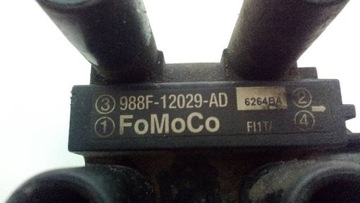 ③ 988F-12029-AD 6264BA ②
① FoMoCo FI1T/ ④